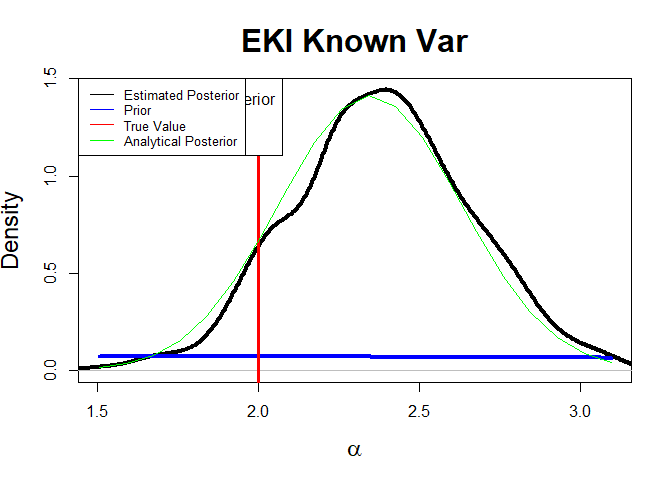 EKI Known Var
Estimated Posterior
erior
Prior
True Value
Analytical Posterior
Density
1.5
1.0
0.5
0.0
1.5 2.0 2.5 3.0
α